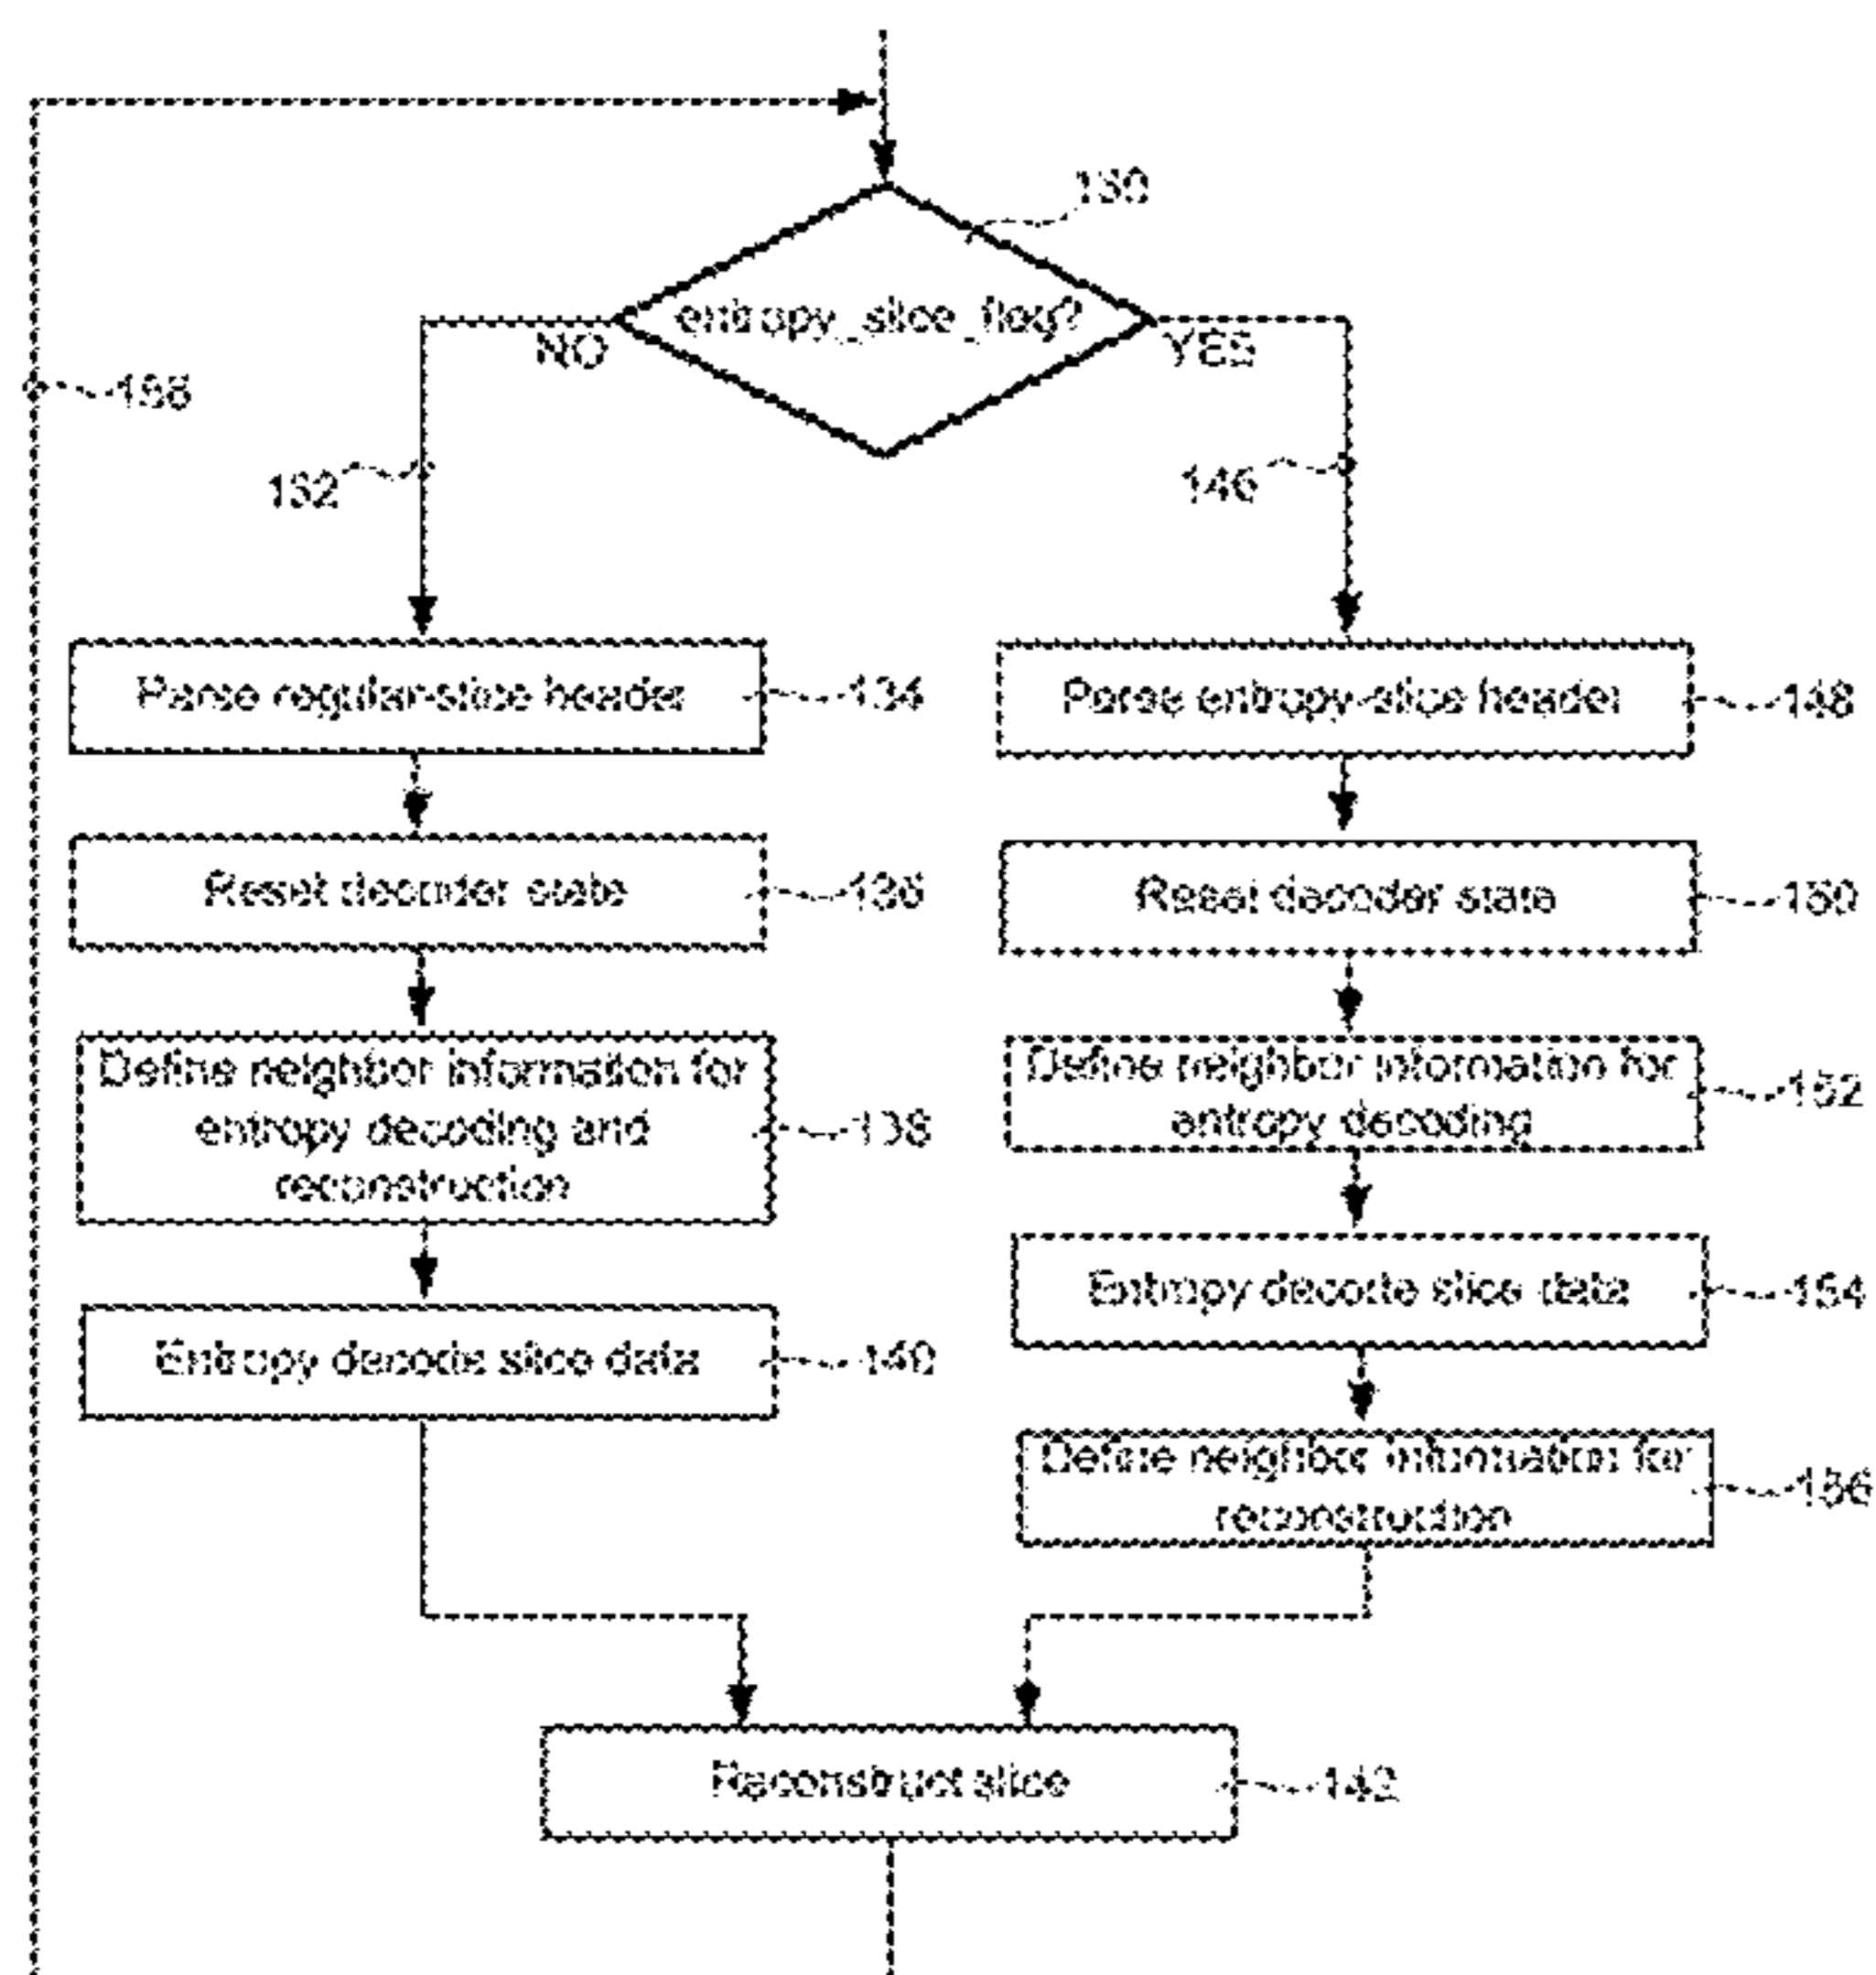 130
entropy_slice_flag?
NO
YES
132
146
Parse regular-slice header
134
Parse entropy-slice header
148
Reset decoder state
136
Reset decoder state
150
Define neighbor information for
entropy decoding and
reconstruction
138
Define neighbor information for
entropy decoding
152
Entropy decode slice data
140
Entropy decode slice data
154
Define neighbor information for
reconstruction
156
Reconstruct slice
142